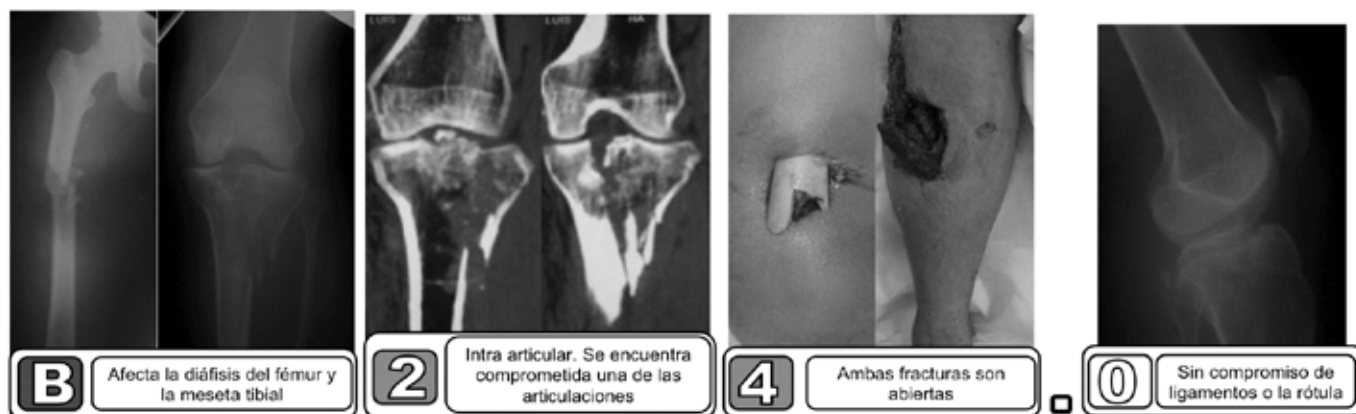 LUIS
HA
LUIS
HA
B
Afecta la diáfisis del fémur y
la meseta tibial
2
Intra articular. Se encuentra
comprometida una de las
articulaciones
4
Ambas fracturas son
abiertas
.
0
Sin compromiso de
ligamentos o la rótula